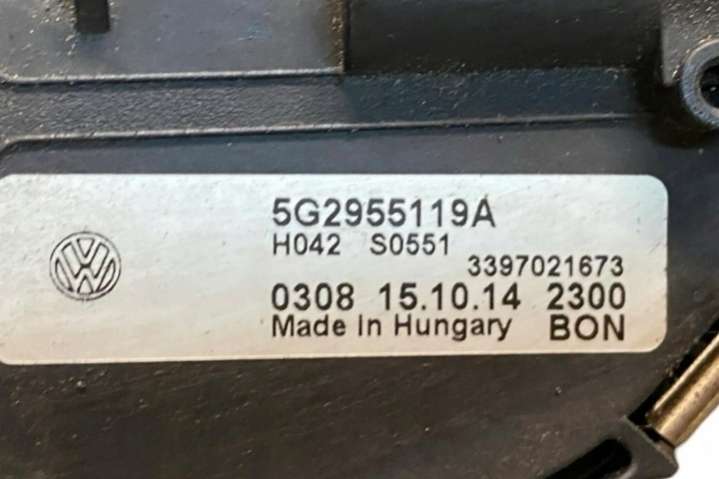 5G2955119A
H042 S0551
3397021673
0308 15.10.14 2300
Made In Hungary BON